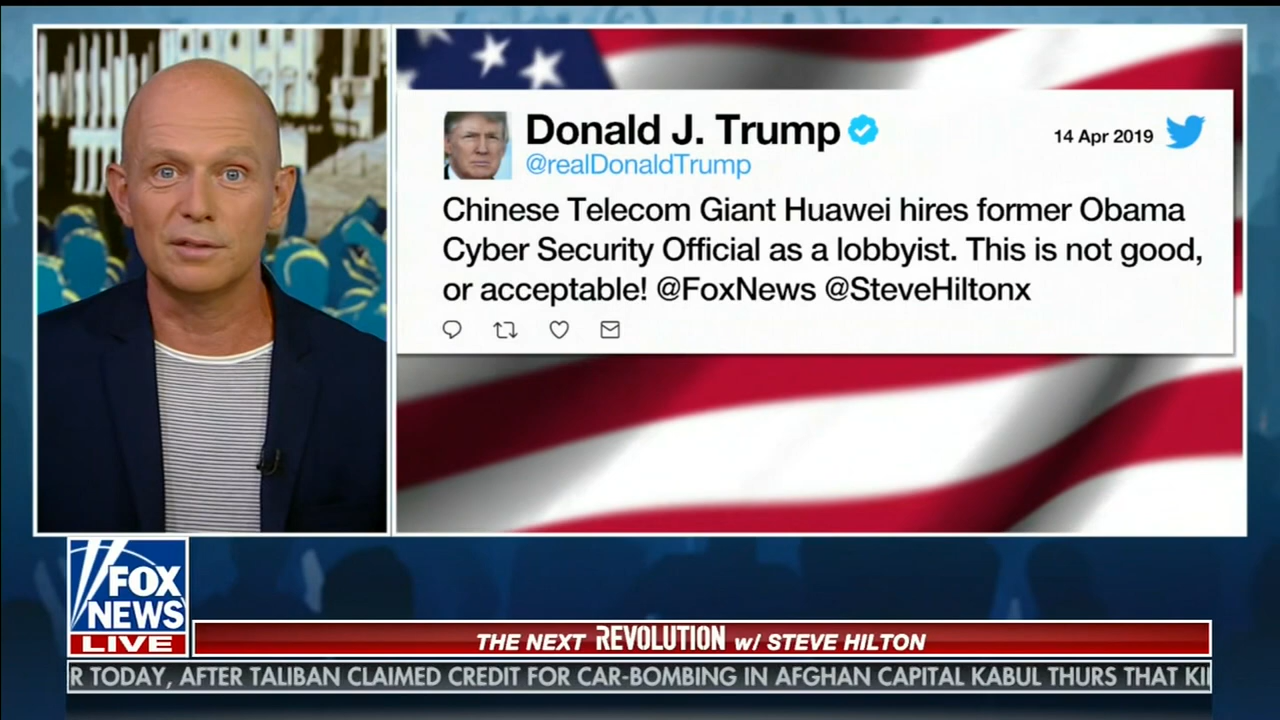 Donald J. Trump
@realDonaldTrump
14 Apr 2019
Chinese Telecom Giant Huawei hires former Obama
Cyber Security Official as a lobbyist. This is not good,
or acceptable! @FoxNews @SteveHiltonx
FOX
NEWS
LIVE
THE NEXT REVOLUTION w/ STEVE HILTON
R TODAY, AFTER TALIBAN CLAIMED CREDIT FOR CAR-BOMBING IN AFGHAN CAPITAL KABUL THURS THAT KI